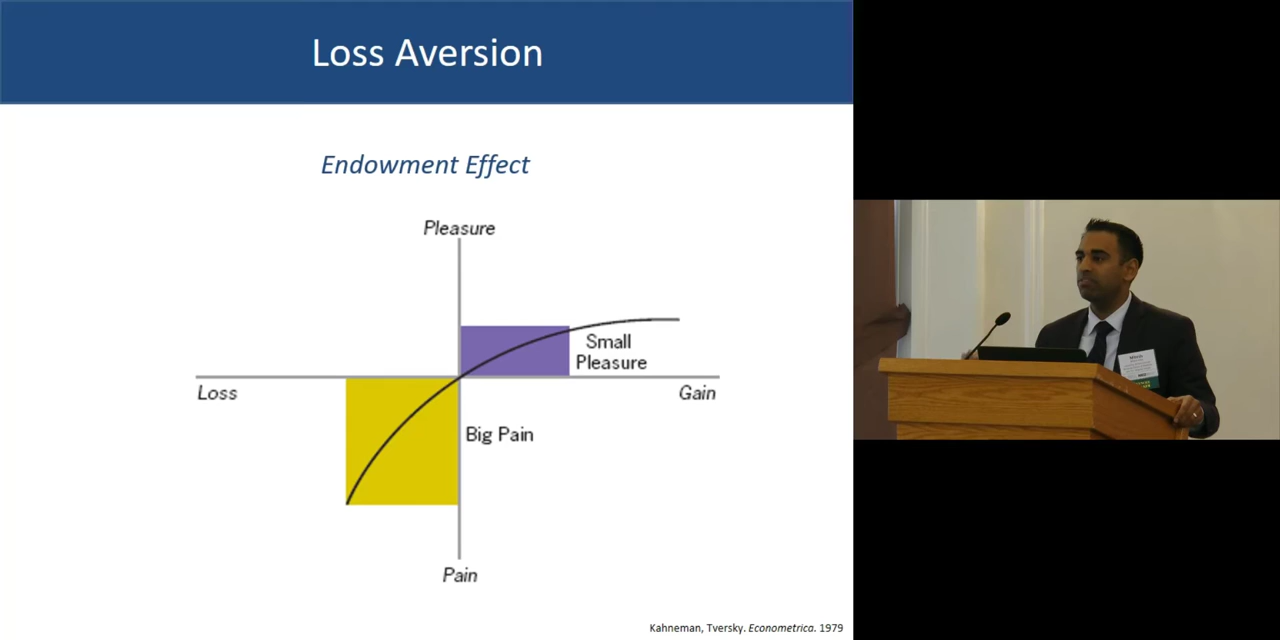 Loss Aversion
Endowment Effect
Pleasure
Small
Pleasure
Loss
Gain
Big Pain
Pain
Kahneman, Tversky. Econometrica. 1979